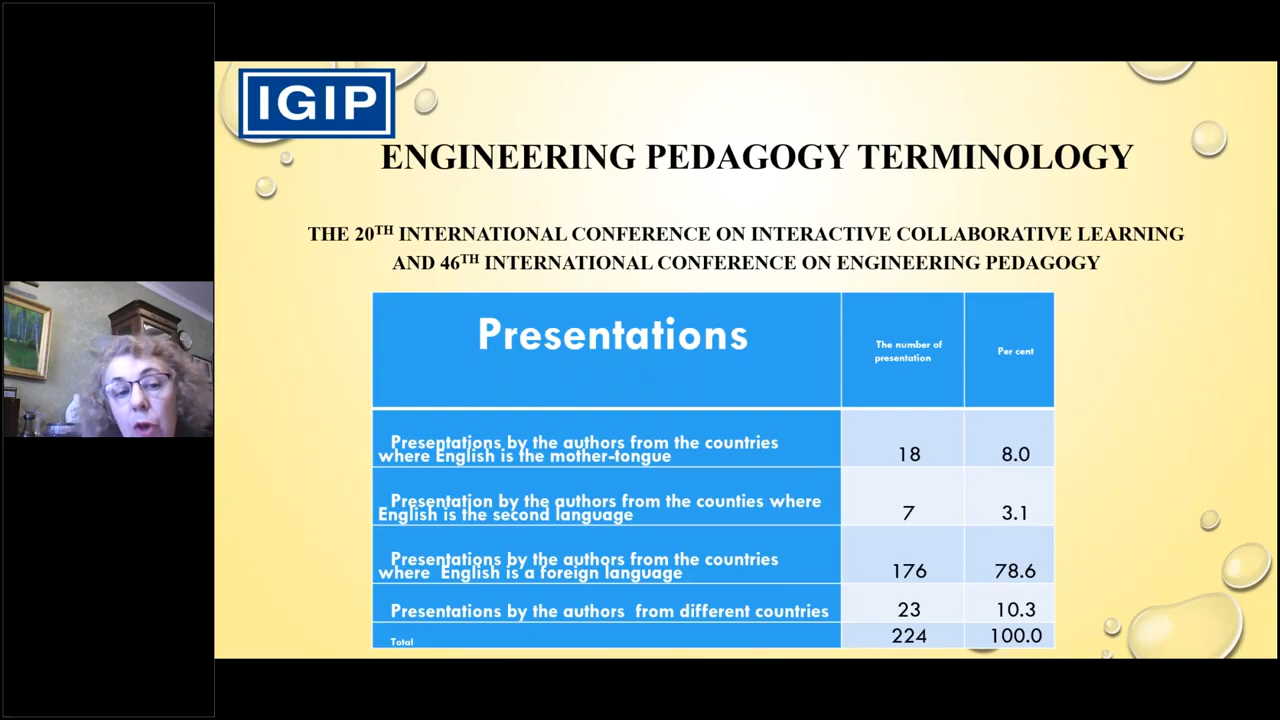 IGIP
ENGINEERING PEDAGOGY TERMINOLOGY
THE 20TH INTERNATIONAL CONFERENCE ON INTERACTIVE COLLABORATIVE LEARNING
AND 46TH INTERNATIONAL CONFERENCE ON ENGINEERING PEDAGOGY
Presentations
The number of
presentation
Per cent
Presentations by the authors from the countries
where English is the mother-tongue
18
8.0
Presentation by the authors from the counties where
English is the second language
7
3.1
Presentations by the authors from the countries
where English is a foreign language
176
78.6
Presentations by the authors from different countries
23
10.3
Total
224
100.0